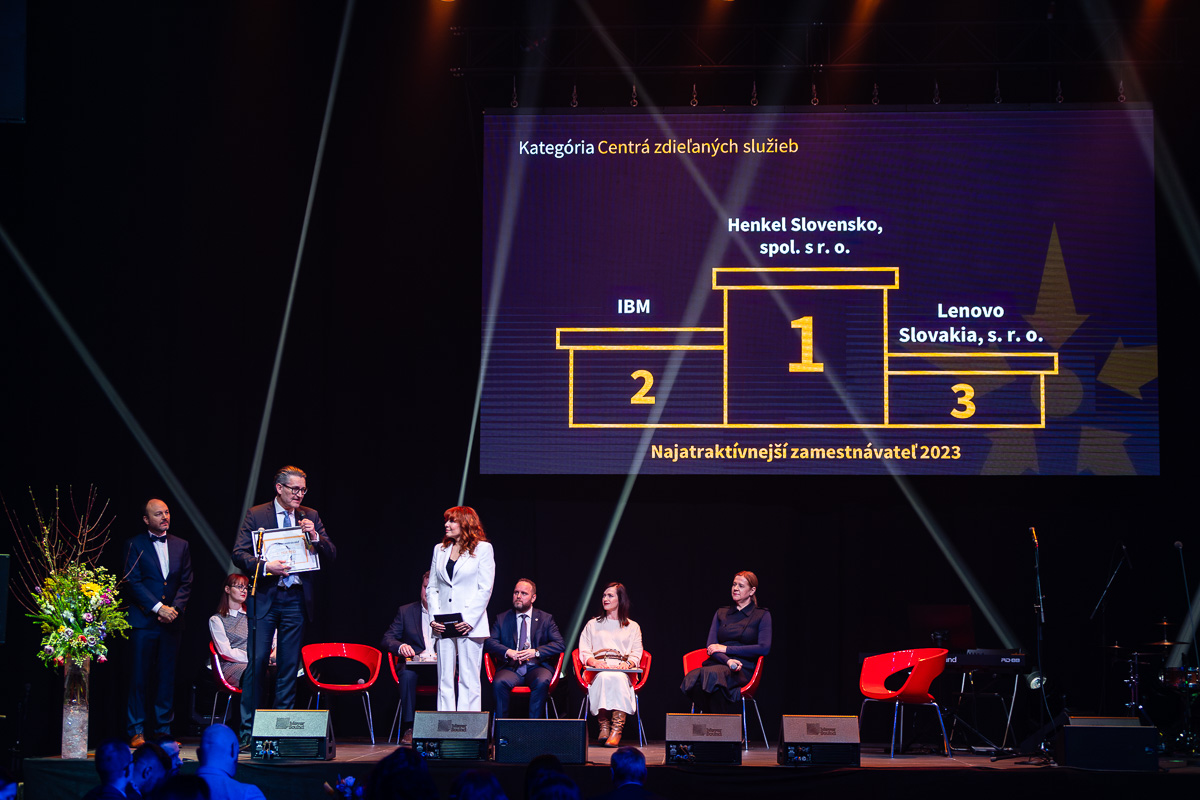 Kategória Centrá zdieľaných služieb
Henkel Slovensko,
spol. s r. o.
IBM
Lenovo
Slovakia, s. r. o.
1
2
3
Najatraktívnejší zamestnávateľ 2023